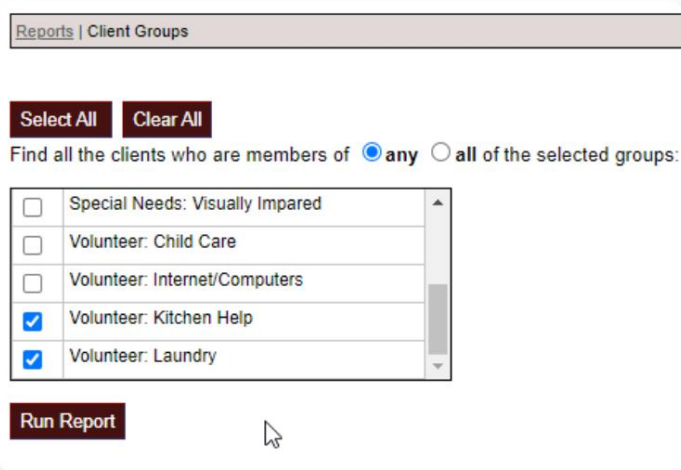 Reports | Client Groups
Select All Clear All
Find all the clients who are members of any all of the selected groups:
Special Needs: Visually Impared
Volunteer: Child Care
Volunteer: Internet/Computers
Volunteer: Kitchen Help
Volunteer: Laundry
Run Report